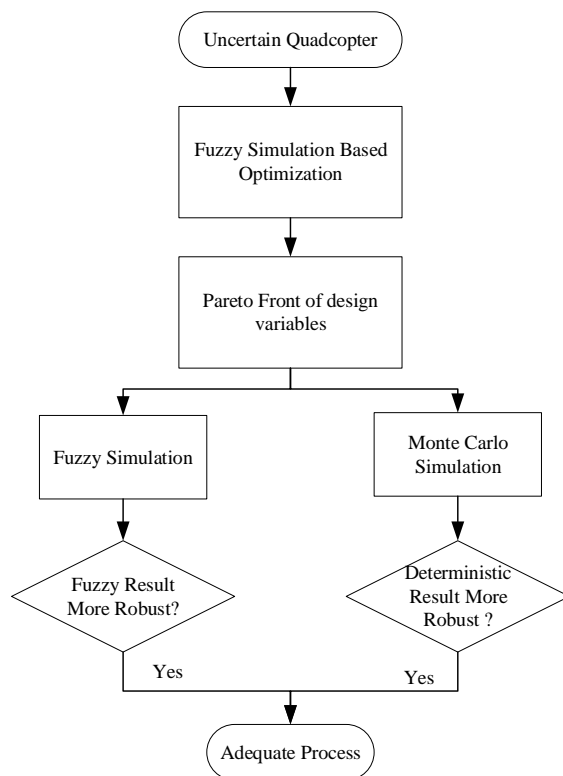 Uncertain Quadcopter
Fuzzy Simulation Based
Optimization
Pareto Front of design
variables
Fuzzy Simulation
Monte Carlo
Simulation
Fuzzy Result
More Robust?
Deterministic
Result More
Robust ?
Yes
Yes
Adequate Process